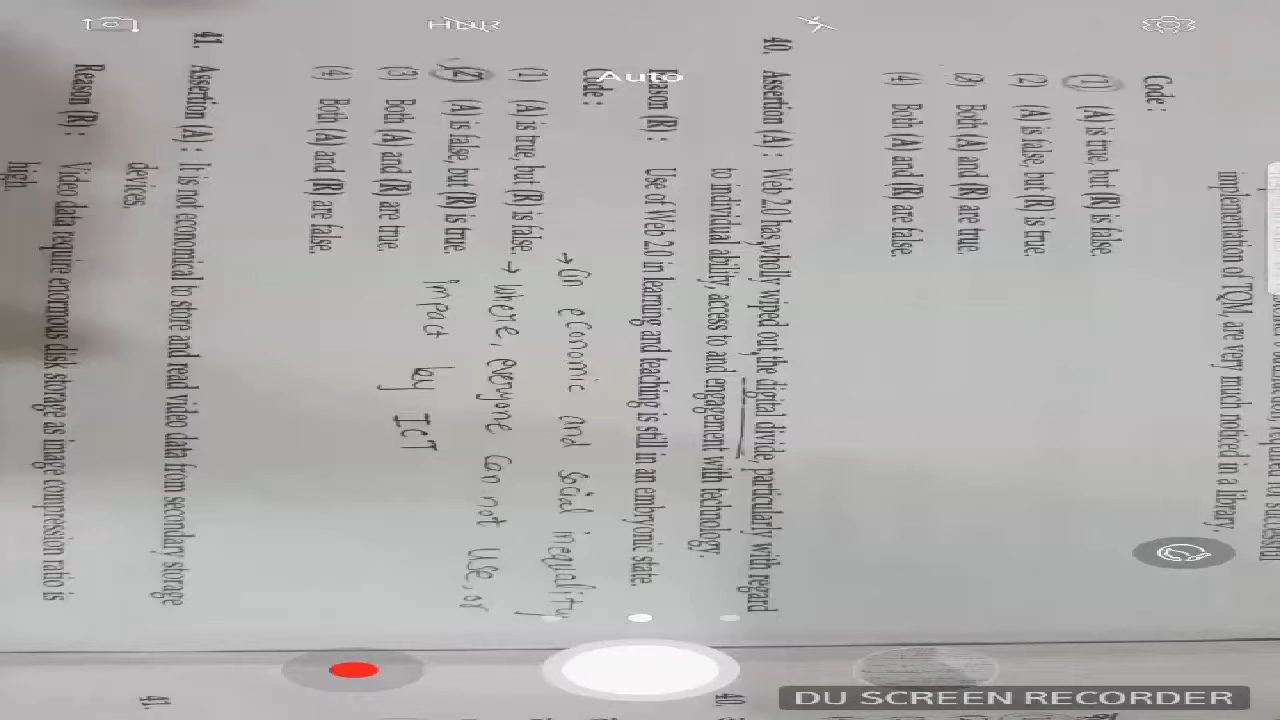 implementation of TQM, are very much noticed in a library.
Code :
(1) (A) is true, but (R) is false.
(2) (A) is false, but (R) is true.
(3) Both (A) and (R) are true.
(4) Both (A) and (R) are false.
40. Assertion (A) : Web 2.0 has wholly wiped out the digital divide, particularly with regard
to individual ability, access to and engagement with technology.
Reason (R) : Use of Web 2.0 in learning and teaching is still in an embryonic state.
Code :
→ An economic and social inequality
(1) (A) is true, but (R) is false.
→ where, everyone can not use, or
(2) (A) is false, but (R) is true.
impact by ICT
(3) Both (A) and (R) are true.
(4) Both (A) and (R) are false.
41. Assertion (A) : It is not economical to store and read video data from secondary storage
devices.
Reason (R) : Video data require enormous disk storage as image compression ratio is
high.
Auto
HDR
DU SCREEN RECORDER
40.
41.